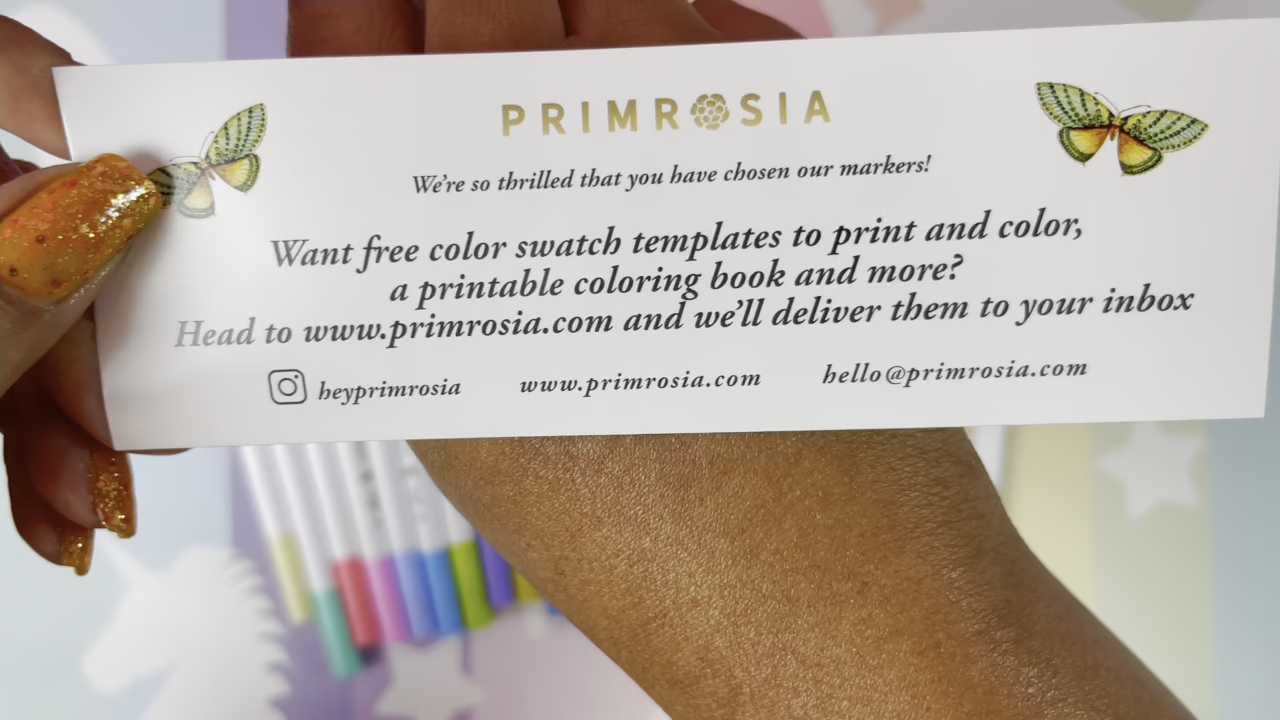 PRIMROSIA
We're so thrilled that you have chosen our markers!
Want free color swatch templates to print and color,
a printable coloring book and more?
Head to www.primrosia.com and we'll deliver them to your inbox
heyprimrosia www.primrosia.com hello@primrosia.com